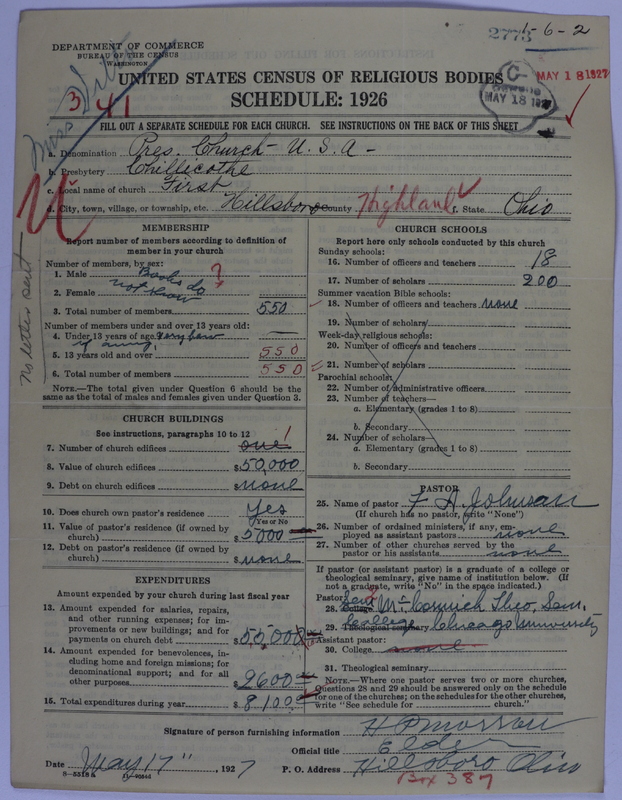 2773 1-6-2
DEPARTMENT OF COMMERCE
BUREAU OF THE CENSUS
WASHINGTON
UNITED STATES CENSUS OF RELIGIOUS BODIES
SCHEDULE: 1926
MAY 18 1927
MAY 18 1927
3 41
FILL OUT A SEPARATE SCHEDULE FOR EACH CHURCH. SEE INSTRUCTIONS ON THE BACK OF THIS SHEET
a. Denomination Pres. Church - U.S.A -
b. Presbytery Chillicothe
c. Local name of church First
d. City, town, village, or township, etc. Hillsboro County Highland f. State Ohio
No letter sent
MEMBERSHIP
Report number of members according to definition of member in your church
Number of members, by sex:
1. Male Books do ?
2. Female not know
3. Total number of members 550
Number of members under and over 13 years old:
4. Under 13 years of age very few if any
5. 13 years old and over 550
6. Total number of members 550
NOTE.—The total given under Question 6 should be the same as the total of males and females given under Question 3.
CHURCH BUILDINGS
See instructions, paragraphs 10 to 12
7. Number of church edifices one 1
8. Value of church edifices $50,000
9. Debt on church edifices $none
10. Does church own pastor's residence Yes
Yes or No
11. Value of pastor's residence (if owned by church) $5000
12. Debt on pastor's residence (if owned by church) $none
EXPENDITURES
Amount expended by your church during last fiscal year
13. Amount expended for salaries, repairs, and other running expenses; for improvements or new buildings; and for payments on church debt
14. Amount expended for benevolences, including home and foreign missions; for denominational support; and for all other purposes $2600
15. Total expenditures during year $8100
CHURCH SCHOOLS
Report here only schools conducted by this church
Sunday schools:
16. Number of officers and teachers 18
17. Number of scholars 200
Summer vacation Bible schools:
18. Number of officers and teachers none
19. Number of scholars
Week-day religious schools:
20. Number of officers and teachers
21. Number of scholars
Parochial schools:
22. Number of administrative officers
23. Number of teachers—
a. Elementary (grades 1 to 8)
b. Secondary
24. Number of scholars—
a. Elementary (grades 1 to 8)
b. Secondary
PASTOR
25. Name of pastor
(If church has no pastor, write "None")
26. Number of ordained ministers, if any, employed as assistant pastors none
27. Number of other churches served by the pastor or his assistants none
If pastor (or assistant pastor) is a graduate of a college or theological seminary, give name of institution below. (If not a graduate, write "No" in the space indicated.)
Pastor:
28. College Sem McCormick Theo. Sem.
29. Theological seminary College Chicago University
Assistant pastor:
30. College none
31. Theological seminary
NOTE.—Where one pastor serves two or more churches, Questions 28 and 29 should be answered only on the schedule for one of the churches; on the schedules for the other churches, write "See schedule for church."
Signature of person furnishing information
Official title Elder
Date May 17", 1927 P. O. Address Hillsboro Ohio
Box 387